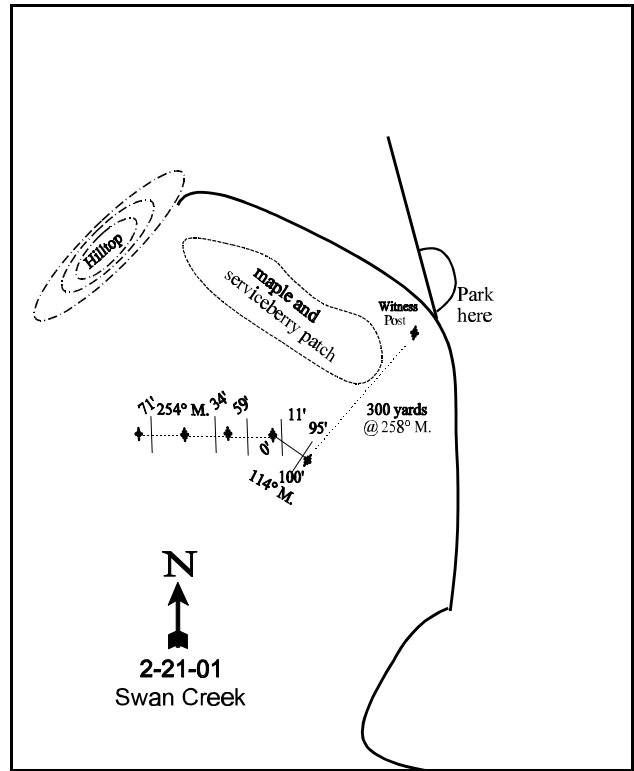 Hilltop
maple and
serviceberry patch
Witness
Post
Park
here
300 yards
@ 258° M.
71'
254° M.
34'
59'
0'
11'
95'
100'
114° M.
N
2-21-01
Swan Creek